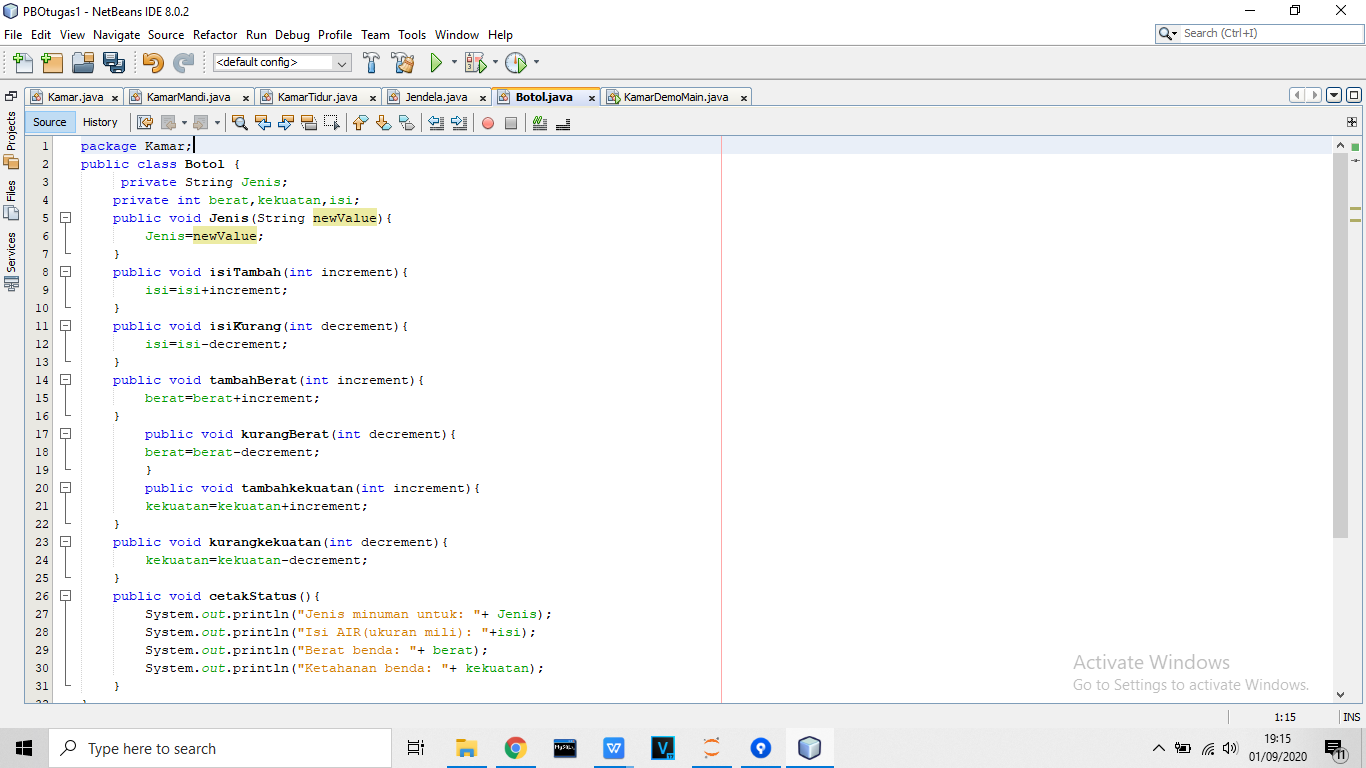 PBOtugas1 - NetBeans IDE 8.0.2
File Edit View Navigate Source Refactor Run Debug Profile Team Tools Window Help
Search (Ctrl+I)
<default config>
Kamar.java x KamarMandi.java x KamarTidur.java x Jendela.java x Botol.java x KamarDemoMain.java x
Projects
Files
Services
Source History
1 package Kamar;
2 public class Botol {
3 private String Jenis;
4 private int berat,kekuatan,isi;
5 public void Jenis(String newValue){
6 Jenis=newValue;
7 }
8 public void isiTambah(int increment){
9 isi=isi+increment;
10 }
11 public void isiKurang(int decrement){
12 isi=isi-decrement;
13 }
14 public void tambahBerat(int increment){
15 berat=berat+increment;
16 }
17 public void kurangBerat(int decrement){
18 berat=berat-decrement;
19 }
20 public void tambahkekuatan(int increment){
21 kekuatan=kekuatan+increment;
22 }
23 public void kurangkekuatan(int decrement){
24 kekuatan=kekuatan-decrement;
25 }
26 public void cetakStatus(){
27 System.out.println("Jenis minuman untuk: "+ Jenis);
28 System.out.println("Isi AIR(ukuran mili): "+isi);
29 System.out.println("Berat benda: "+ berat);
30 System.out.println("Ketahanan benda: "+ kekuatan);
31 }
Activate Windows
Go to Settings to activate Windows.
1:15 INS
Type here to search
MySQL
19:15
01/09/2020
11